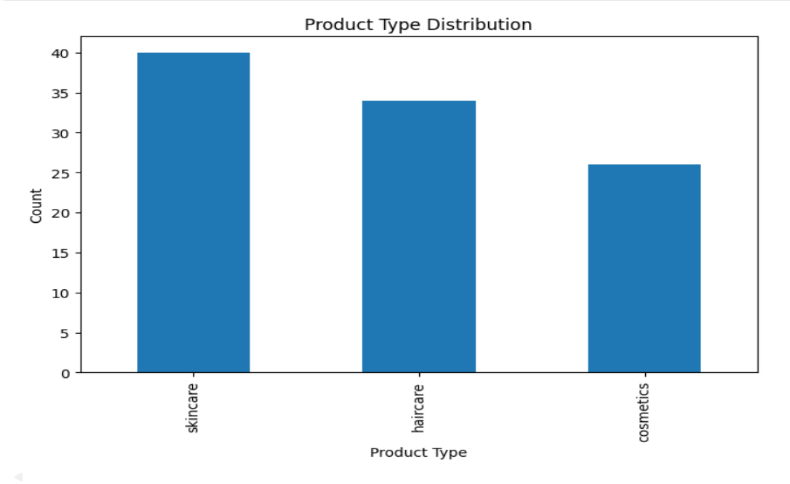 Product Type Distribution
40
35
30
25
20
15
10
5
0
Count
skincare
haircare
cosmetics
Product Type